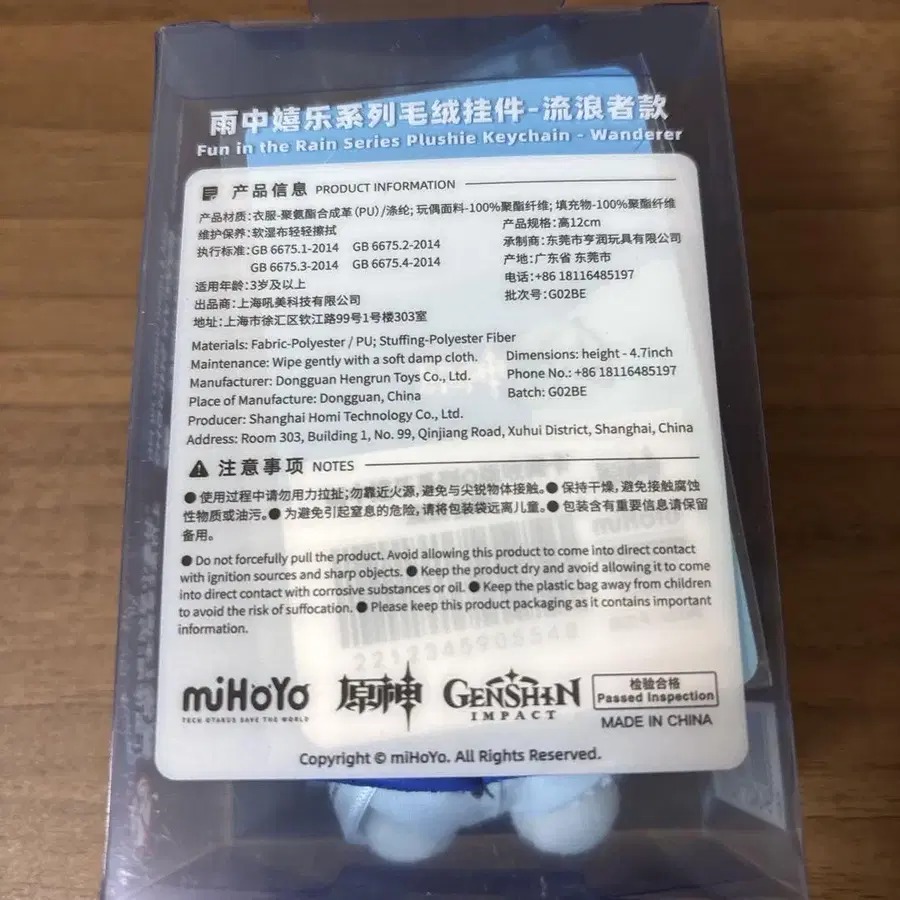 雨中嬉乐系列毛绒挂件-流浪者款
Fun in the Rain Series Plushie Keychain - Wanderer
产品信息 PRODUCT INFORMATION
产品材质:衣服-聚氨酯合成革(PU)/涤纶; 玩偶面料-100%聚酯纤维; 填充物-100%聚酯纤维
维护保养: 软湿布轻轻擦拭
产品规格:高12cm
执行标准: GB 6675.1-2014 GB 6675.2-2014
承制商:东莞市亨润玩具有限公司
GB 6675.3-2014 GB 6675.4-2014
产地:广东省 东莞市
适用年龄:3岁及以上
电话:+86 18116485197
出品商:上海吼美科技有限公司
批次号:G02BE
地址:上海市徐汇区钦江路99号1号楼303室
Materials: Fabric-Polyester / PU; Stuffing-Polyester Fiber
Maintenance: Wipe gently with a soft damp cloth.
Dimensions: height - 4.7inch
Manufacturer: Dongguan Hengrun Toys Co., Ltd.
Phone No.: +86 18116485197
Place of Manufacture: Dongguan, China
Batch: G02BE
Producer: Shanghai Homi Technology Co., Ltd.
Address: Room 303, Building 1, No. 99, Qinjiang Road, Xuhui District, Shanghai, China
注意事项 NOTES
● 使用过程中请勿用力拉扯;勿靠近火源,避免与尖锐物体接触。● 保持干燥,避免接触腐蚀
性物质或油污。● 为避免引起窒息的危险,请将包装袋远离儿童。● 包装含有重要信息请保留
备用。
● Do not forcefully pull the product. Avoid allowing this product to come into direct contact
with ignition sources and sharp objects. ● Keep the product dry and avoid allowing it to come
into direct contact with corrosive substances or oil. ● Keep the plastic bag away from children
to avoid the risk of suffocation. ● Please keep this product packaging as it contains important
information.
miHoYo
TECH OTAKUS SAVE THE WORLD
原神
GENSHIN
IMPACT
检验合格
Passed Inspection
MADE IN CHINA
Copyright © miHoYo. All Rights Reserved.